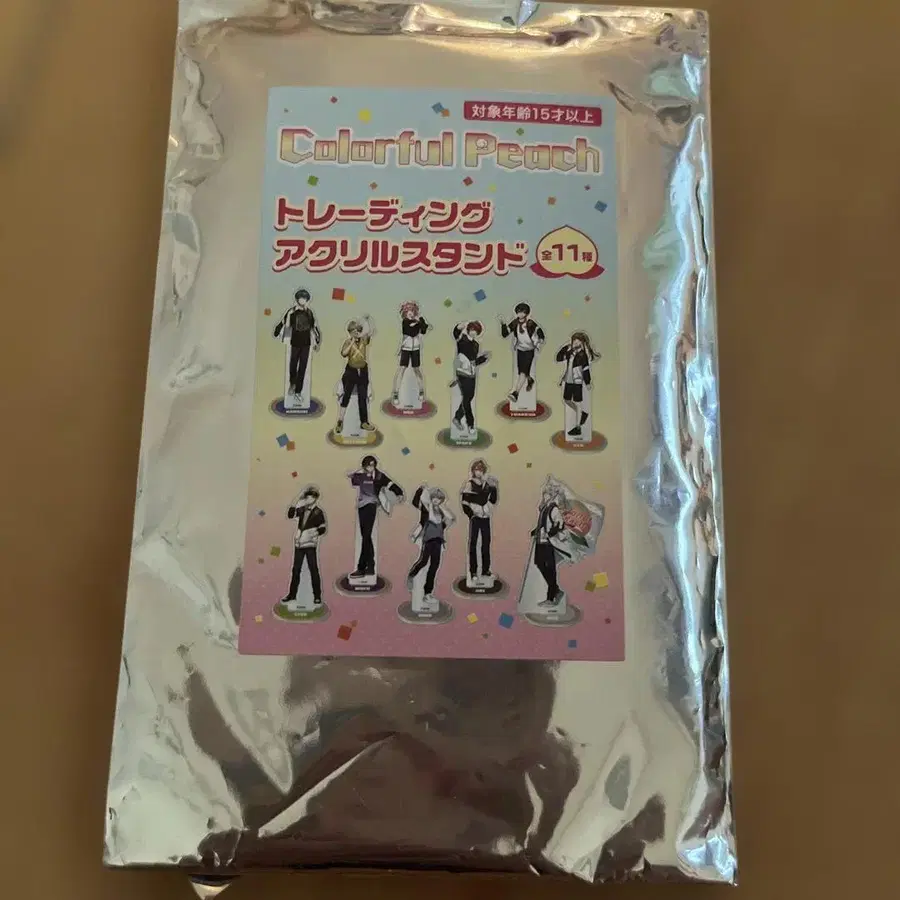 対象年齢15才以上
Colorful Peach
トレーディング
アクリルスタンド
全11種